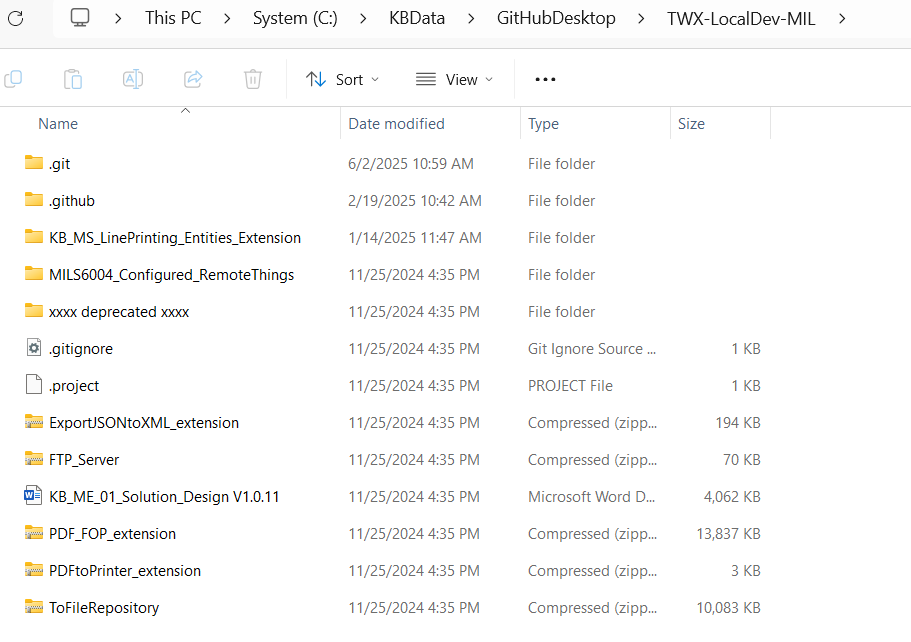 This PC > System (C:) > KBData > GitHubDesktop > TWX-LocalDev-MIL >
Sort View ...
Name Date modified Type Size
.git 6/2/2025 10:59 AM File folder
.github 2/19/2025 10:42 AM File folder
KB_MS_LinePrinting_Entities_Extension 1/14/2025 11:47 AM File folder
MILS6004_Configured_RemoteThings 11/25/2024 4:35 PM File folder
xxxx deprecated xxxx 11/25/2024 4:35 PM File folder
.gitignore 11/25/2024 4:35 PM Git Ignore Source ... 1 KB
.project 11/25/2024 4:35 PM PROJECT File 1 KB
ExportJSONtoXML_extension 11/25/2024 4:35 PM Compressed (zipp... 194 KB
FTP_Server 11/25/2024 4:35 PM Compressed (zipp... 70 KB
KB_ME_01_Solution_Design V1.0.11 11/25/2024 4:35 PM Microsoft Word D... 4,062 KB
PDF_FOP_extension 11/25/2024 4:35 PM Compressed (zipp... 13,837 KB
PDFtoPrinter_extension 11/25/2024 4:35 PM Compressed (zipp... 3 KB
ToFileRepository 11/25/2024 4:35 PM Compressed (zipp... 10,083 KB